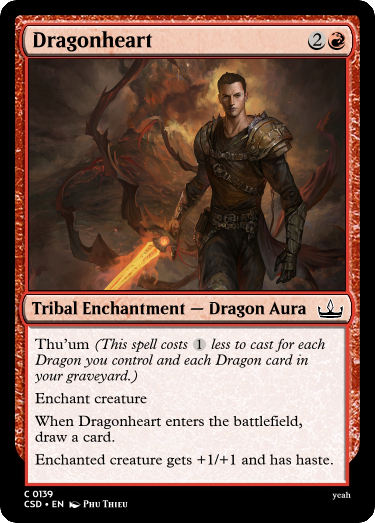 Dragonheart 2
Tribal Enchantment — Dragon Aura
Thu'um (This spell costs 1 less to cast for each
Dragon you control and each Dragon card in
your graveyard.)
Enchant creature
When Dragonheart enters the battlefield,
draw a card.
Enchanted creature gets +1/+1 and has haste.
C 0139
yeah
CSD • EN Phu Thieu